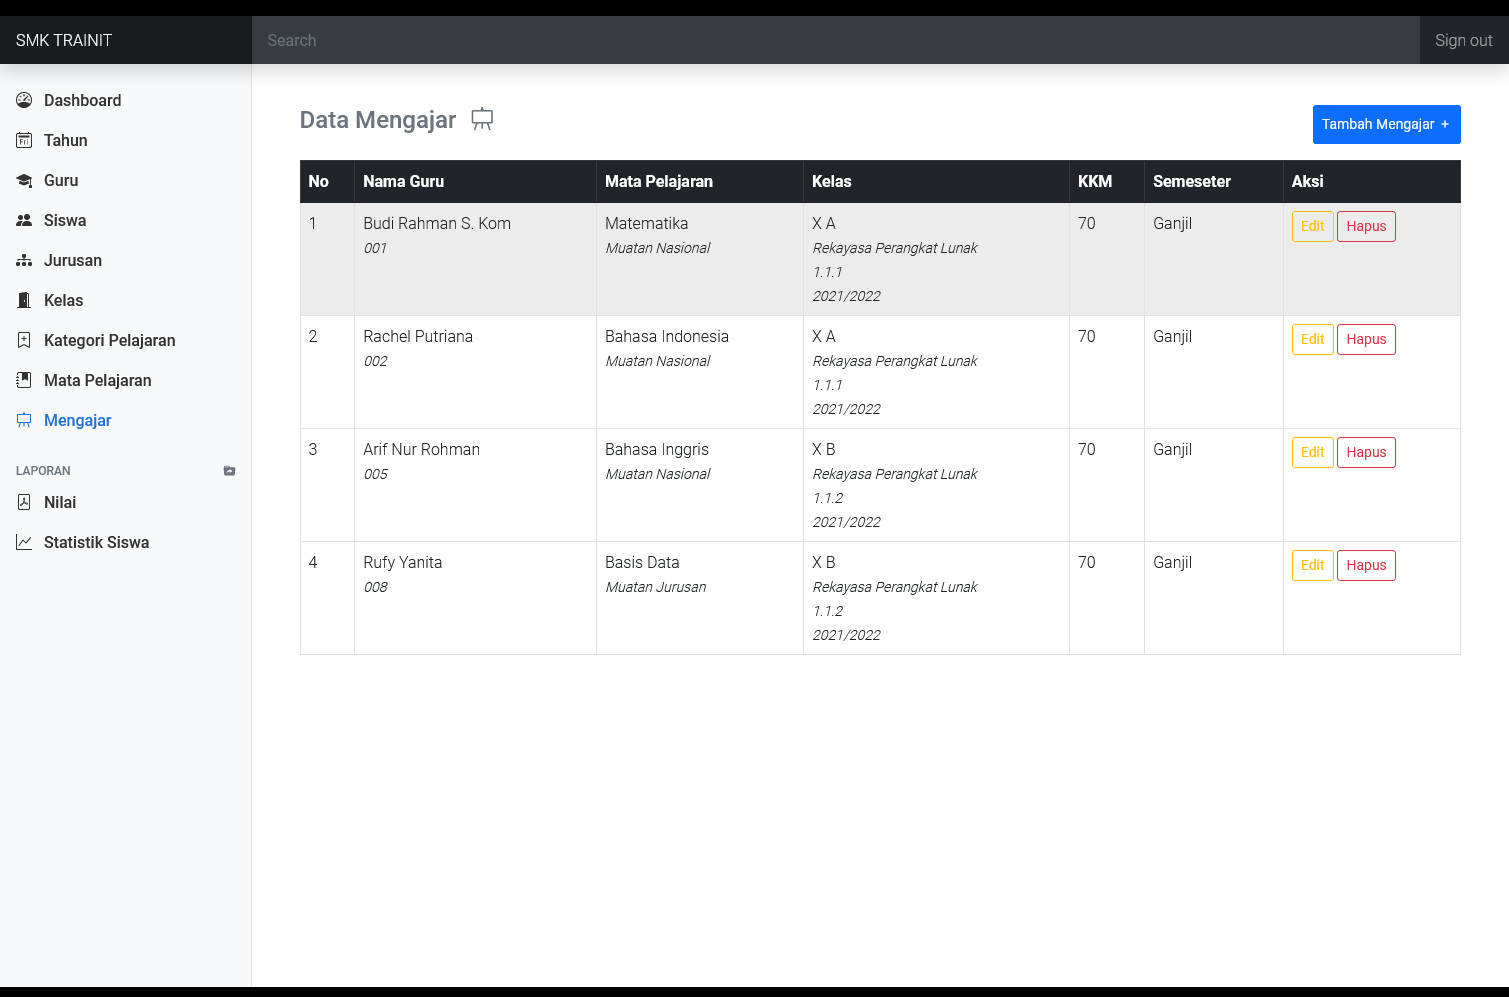 SMK TRAINIT
Search
Sign out
Dashboard
Tahun
Guru
Siswa
Jurusan
Kelas
Kategori Pelajaran
Mata Pelajaran
Mengajar
LAPORAN
Nilai
Statistik Siswa
Data Mengajar
Tambah Mengajar +
No Nama Guru Mata Pelajaran Kelas KKM Semeseter Aksi
1 Budi Rahman S. Kom Matematika X A 70 Ganjil Edit Hapus
001 Muatan Nasional Rekayasa Perangkat Lunak
1.1.1
2021/2022
2 Rachel Putriana Bahasa Indonesia X A 70 Ganjil Edit Hapus
002 Muatan Nasional Rekayasa Perangkat Lunak
1.1.1
2021/2022
3 Arif Nur Rohman Bahasa Inggris X B 70 Ganjil Edit Hapus
005 Muatan Nasional Rekayasa Perangkat Lunak
1.1.2
2021/2022
4 Rufy Yanita Basis Data X B 70 Ganjil Edit Hapus
008 Muatan Jurusan Rekayasa Perangkat Lunak
1.1.2
2021/2022